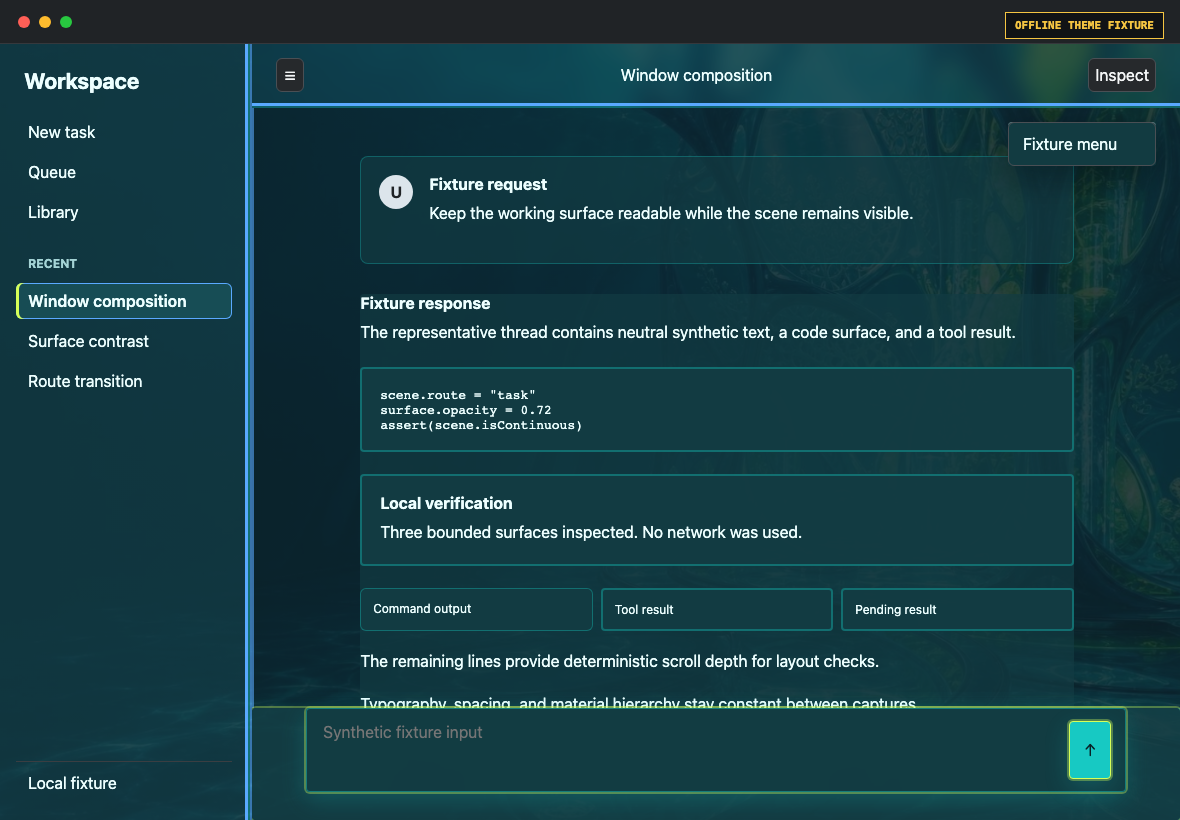 OFFLINE THEME FIXTURE
Workspace
New task
Queue
Library
RECENT
Window composition
Surface contrast
Route transition
Local fixture
Window composition
Inspect
Fixture menu
U
Fixture request
Keep the working surface readable while the scene remains visible.
Fixture response
The representative thread contains neutral synthetic text, a code surface, and a tool result.
scene.route = "task"
surface.opacity = 0.72
assert(scene.isContinuous)
Local verification
Three bounded surfaces inspected. No network was used.
Command output
Tool result
Pending result
The remaining lines provide deterministic scroll depth for layout checks.
Typography, spacing, and material hierarchy stay constant between captures.
Synthetic fixture input